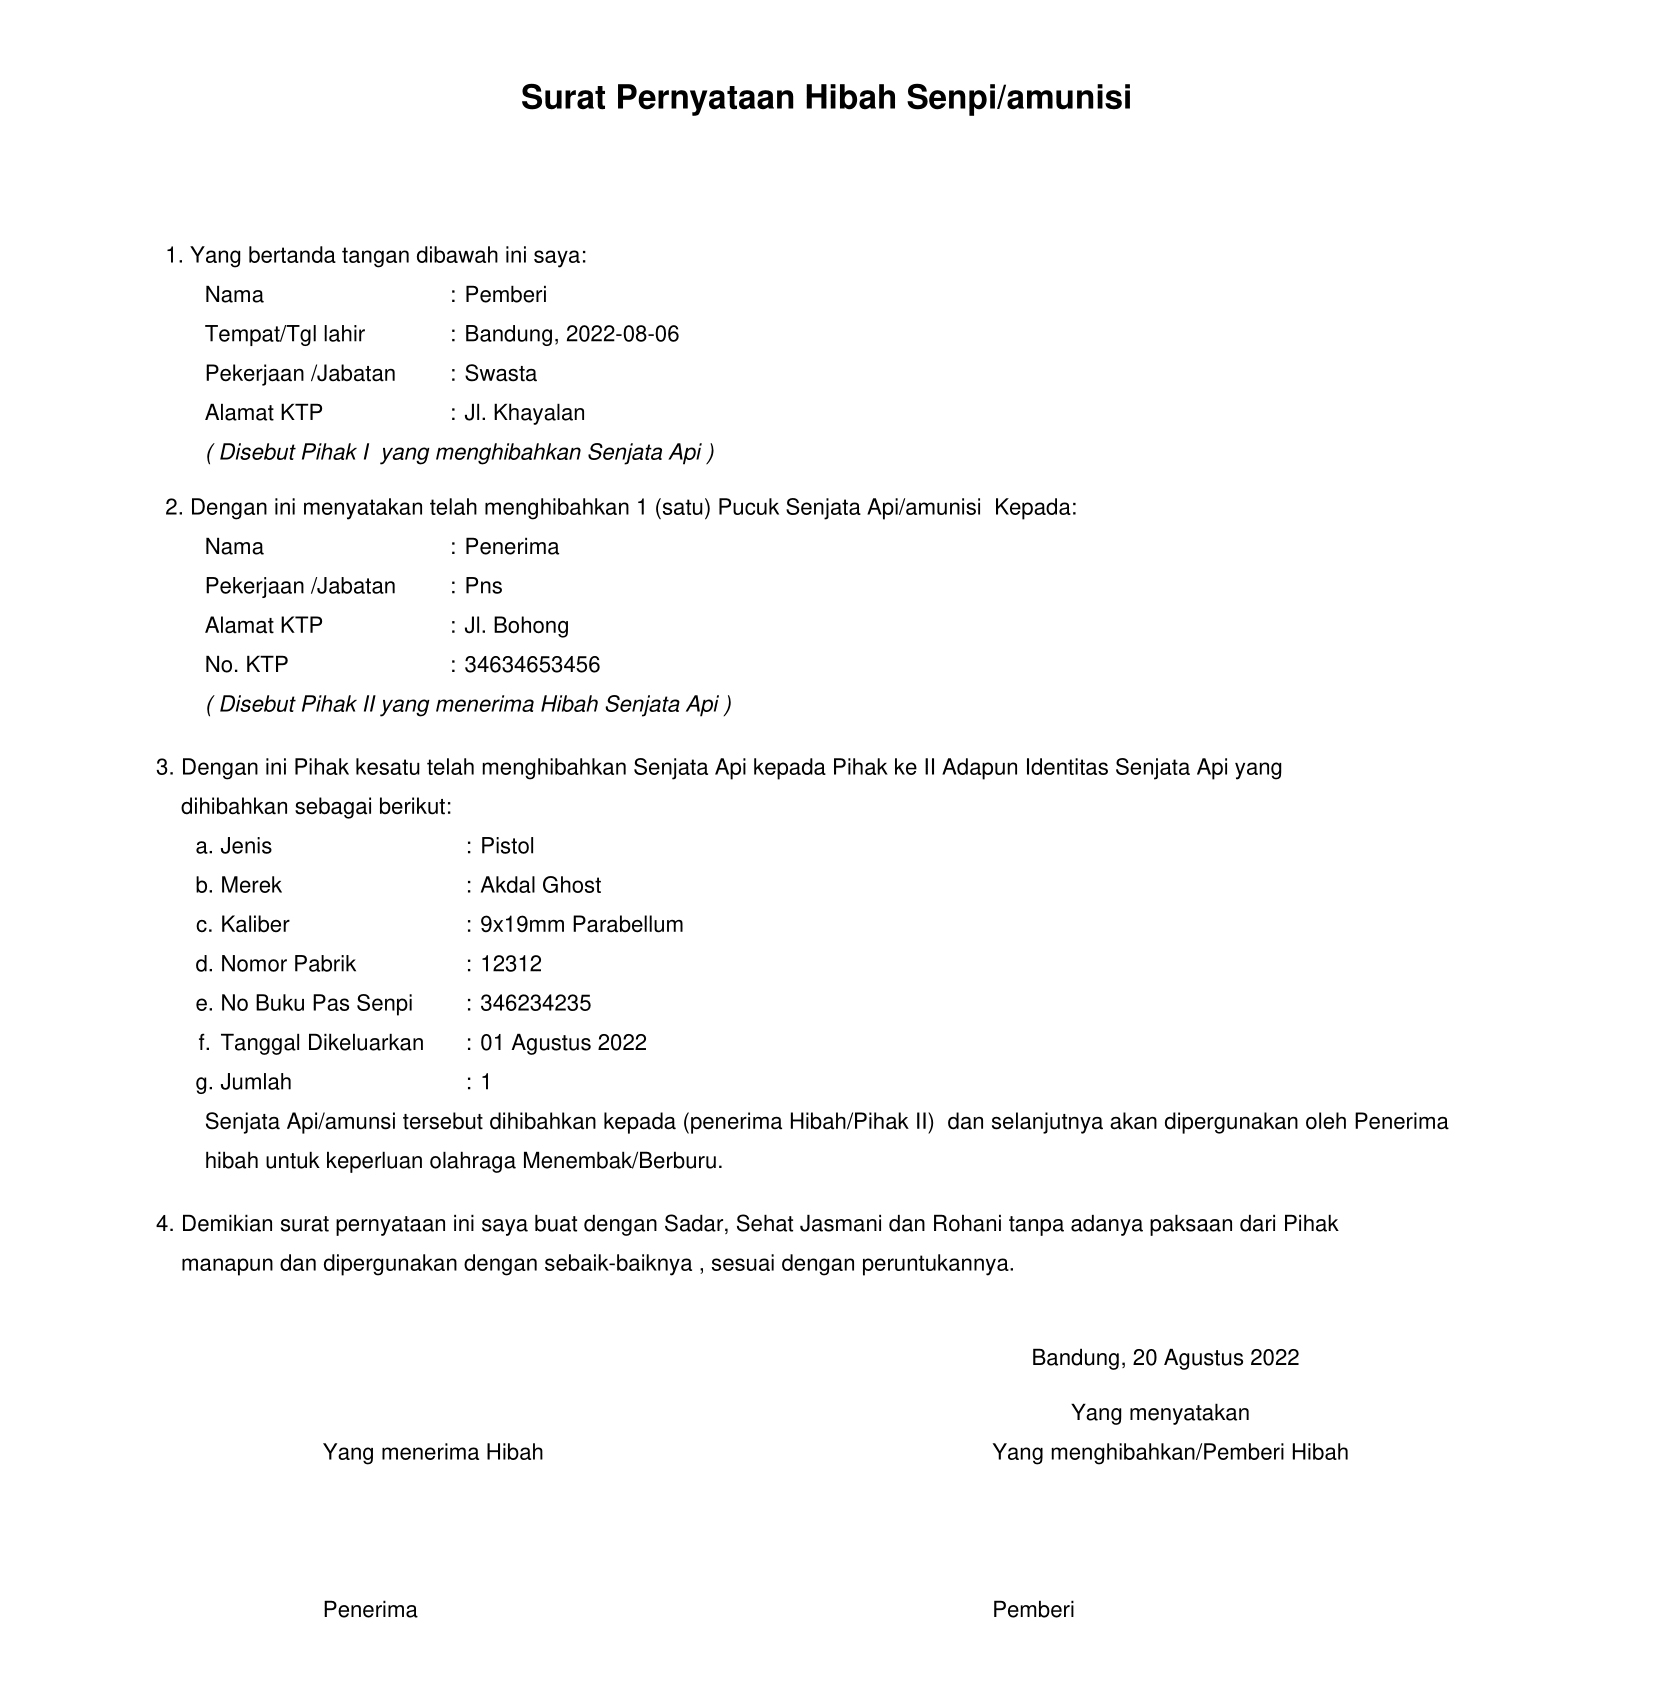 Surat Pernyataan Hibah Senpi/amunisi
1. Yang bertanda tangan dibawah ini saya:
Nama : Pemberi
Tempat/Tgl lahir : Bandung, 2022-08-06
Pekerjaan /Jabatan : Swasta
Alamat KTP : Jl. Khayalan
( Disebut Pihak I  yang menghibahkan Senjata Api )
2. Dengan ini menyatakan telah menghibahkan 1 (satu) Pucuk Senjata Api/amunisi  Kepada:
Nama : Penerima
Pekerjaan /Jabatan : Pns
Alamat KTP : Jl. Bohong
No. KTP : 34634653456
( Disebut Pihak II yang menerima Hibah Senjata Api )
3. Dengan ini Pihak kesatu telah menghibahkan Senjata Api kepada Pihak ke II Adapun Identitas Senjata Api yang
dihibahkan sebagai berikut:
a. Jenis : Pistol
b. Merek : Akdal Ghost
c. Kaliber : 9x19mm Parabellum
d. Nomor Pabrik : 12312
e. No Buku Pas Senpi : 346234235
f. Tanggal Dikeluarkan : 01 Agustus 2022
g. Jumlah : 1
Senjata Api/amunsi tersebut dihibahkan kepada (penerima Hibah/Pihak II)  dan selanjutnya akan dipergunakan oleh Penerima
hibah untuk keperluan olahraga Menembak/Berburu.
4. Demikian surat pernyataan ini saya buat dengan Sadar, Sehat Jasmani dan Rohani tanpa adanya paksaan dari Pihak
manapun dan dipergunakan dengan sebaik-baiknya , sesuai dengan peruntukannya.
Bandung, 20 Agustus 2022
Yang menyatakan
Yang menerima Hibah Yang menghibahkan/Pemberi Hibah
Penerima Pemberi